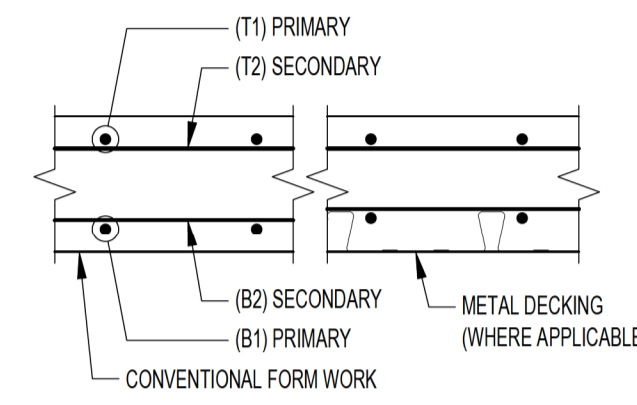 (T1) PRIMARY
(T2) SECONDARY
(B2) SECONDARY
(B1) PRIMARY
CONVENTIONAL FORM WORK
METAL DECKING
(WHERE APPLICABLE